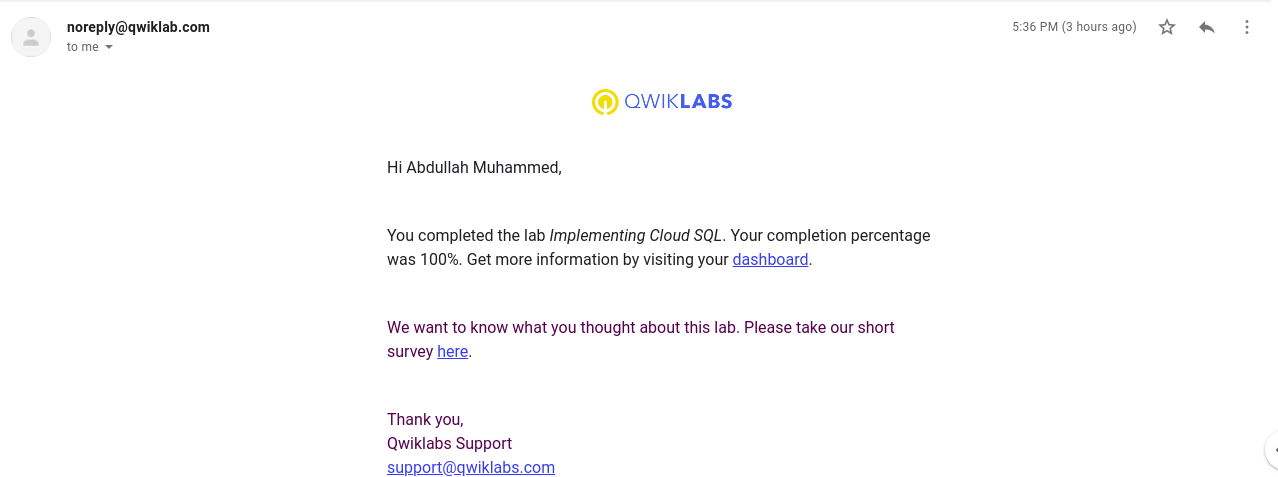 noreply@qwiklab.com
5:36 PM (3 hours ago)
to me
QWIKLABS
Hi Abdullah Muhammed,
You completed the lab Implementing Cloud SQL. Your completion percentage
was 100%. Get more information by visiting your dashboard.
We want to know what you thought about this lab. Please take our short
survey here.
Thank you,
Qwiklabs Support
support@qwiklabs.com